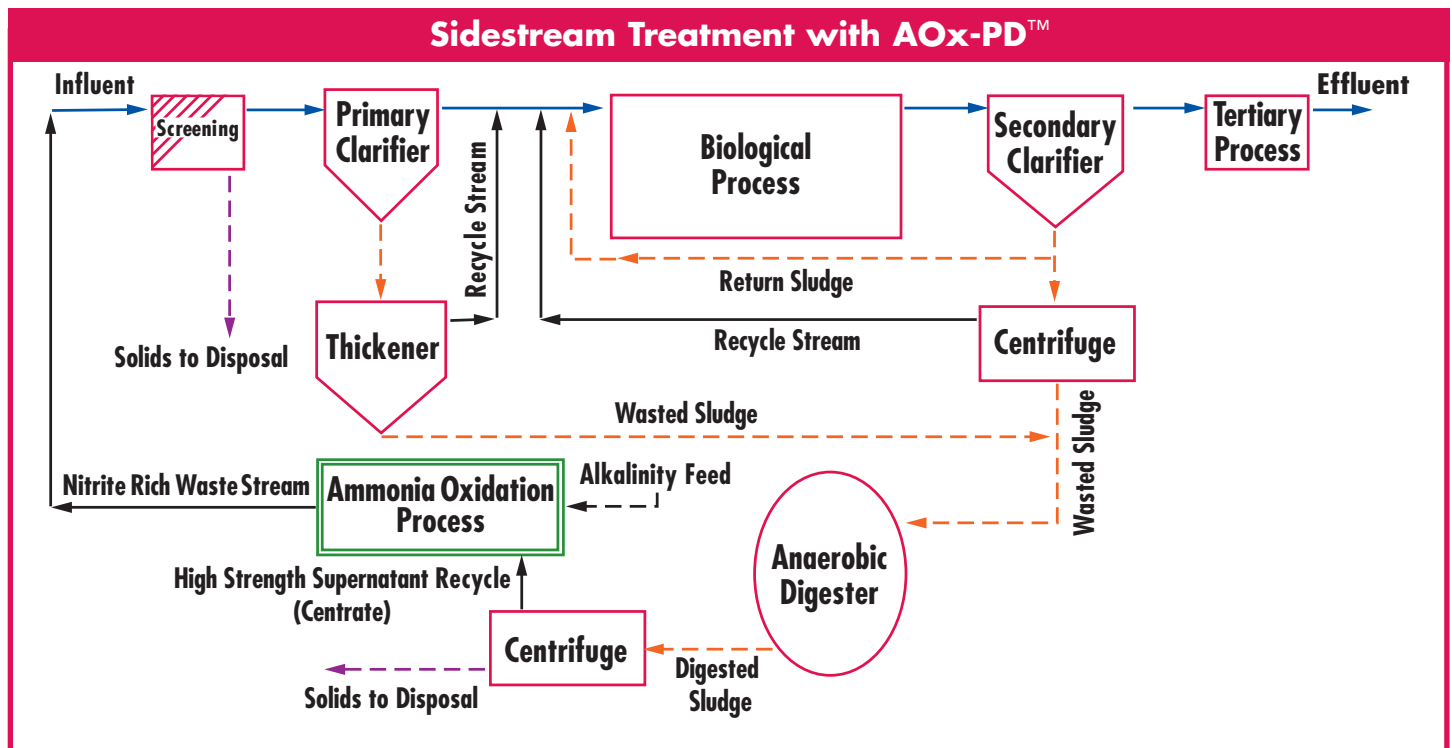 Sidestream Treatment with AOx-PD™
Influent
Effluent
Screening
Primary
Clarifier
Recycle Stream
Biological
Process
Secondary
Clarifier
Tertiary
Process
Return Sludge
Solids to Disposal
Thickener
Recycle Stream
Centrifuge
Wasted Sludge
Wasted Sludge
Nitrite Rich Waste Stream
Ammonia Oxidation
Process
Alkalinity Feed
Anaerobic
Digester
High Strength Supernatant Recycle
(Centrate)
Centrifuge
Digested
Sludge
Solids to Disposal